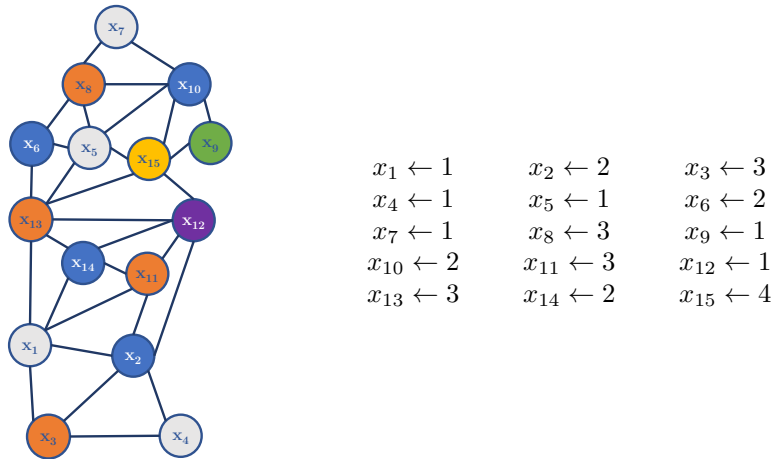 x₇
x₈
x₁₀
x₆
x₅
x₁₅
x₉
x₁₃
x₁₂
x₁₄
x₁₁
x₁
x₂
x₃
x₄
x₁ ← 1 x₂ ← 2 x₃ ← 3
x₄ ← 1 x₅ ← 1 x₆ ← 2
x₇ ← 1 x₈ ← 3 x₉ ← 1
x₁₀ ← 2 x₁₁ ← 3 x₁₂ ← 1
x₁₃ ← 3 x₁₄ ← 2 x₁₅ ← 4